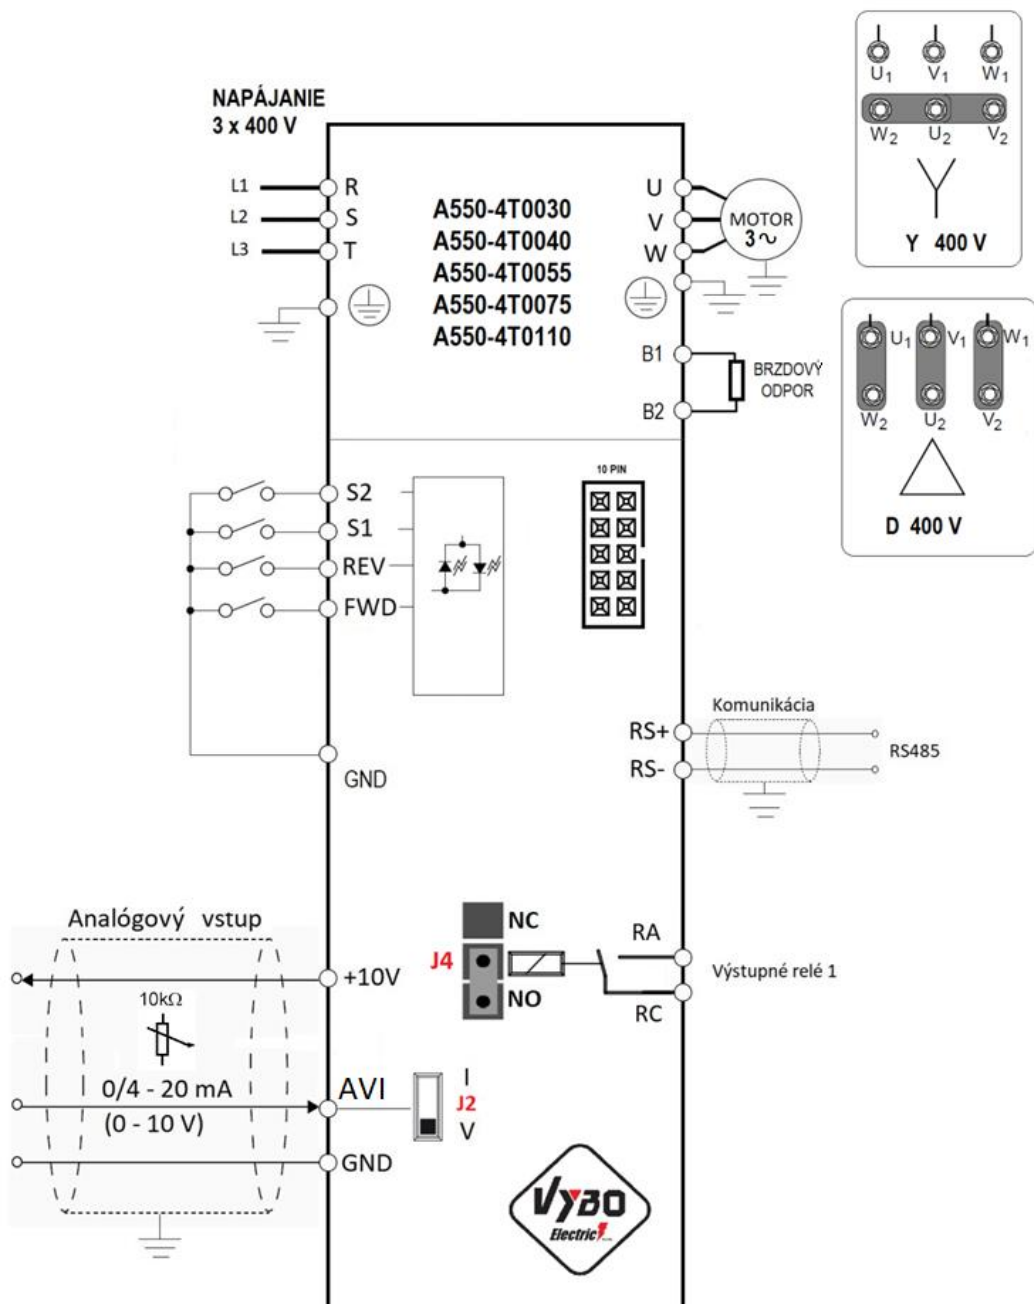 NAPÁJANIE
3 x 400 V
L1
R
L2
S
L3
T
A550-4T0030
A550-4T0040
A550-4T0055
A550-4T0075
A550-4T0110
U
V
W
MOTOR
3~
U1 V1 W1
W2 U2 V2
Y 400 V
U1 V1 W1
W2 U2 V2
D 400 V
B1
B2
BRZDOVÝ
ODPOR
S2
S1
REV
FWD
GND
10 PIN
Komunikácia
RS+
RS-
RS485
Analógový vstup
+10V
10kΩ
0/4 - 20 mA
(0 - 10 V)
AVI
GND
NC
J4
NO
RA
RC
Výstupné relé 1
I
J2
V
VYBO
Electric